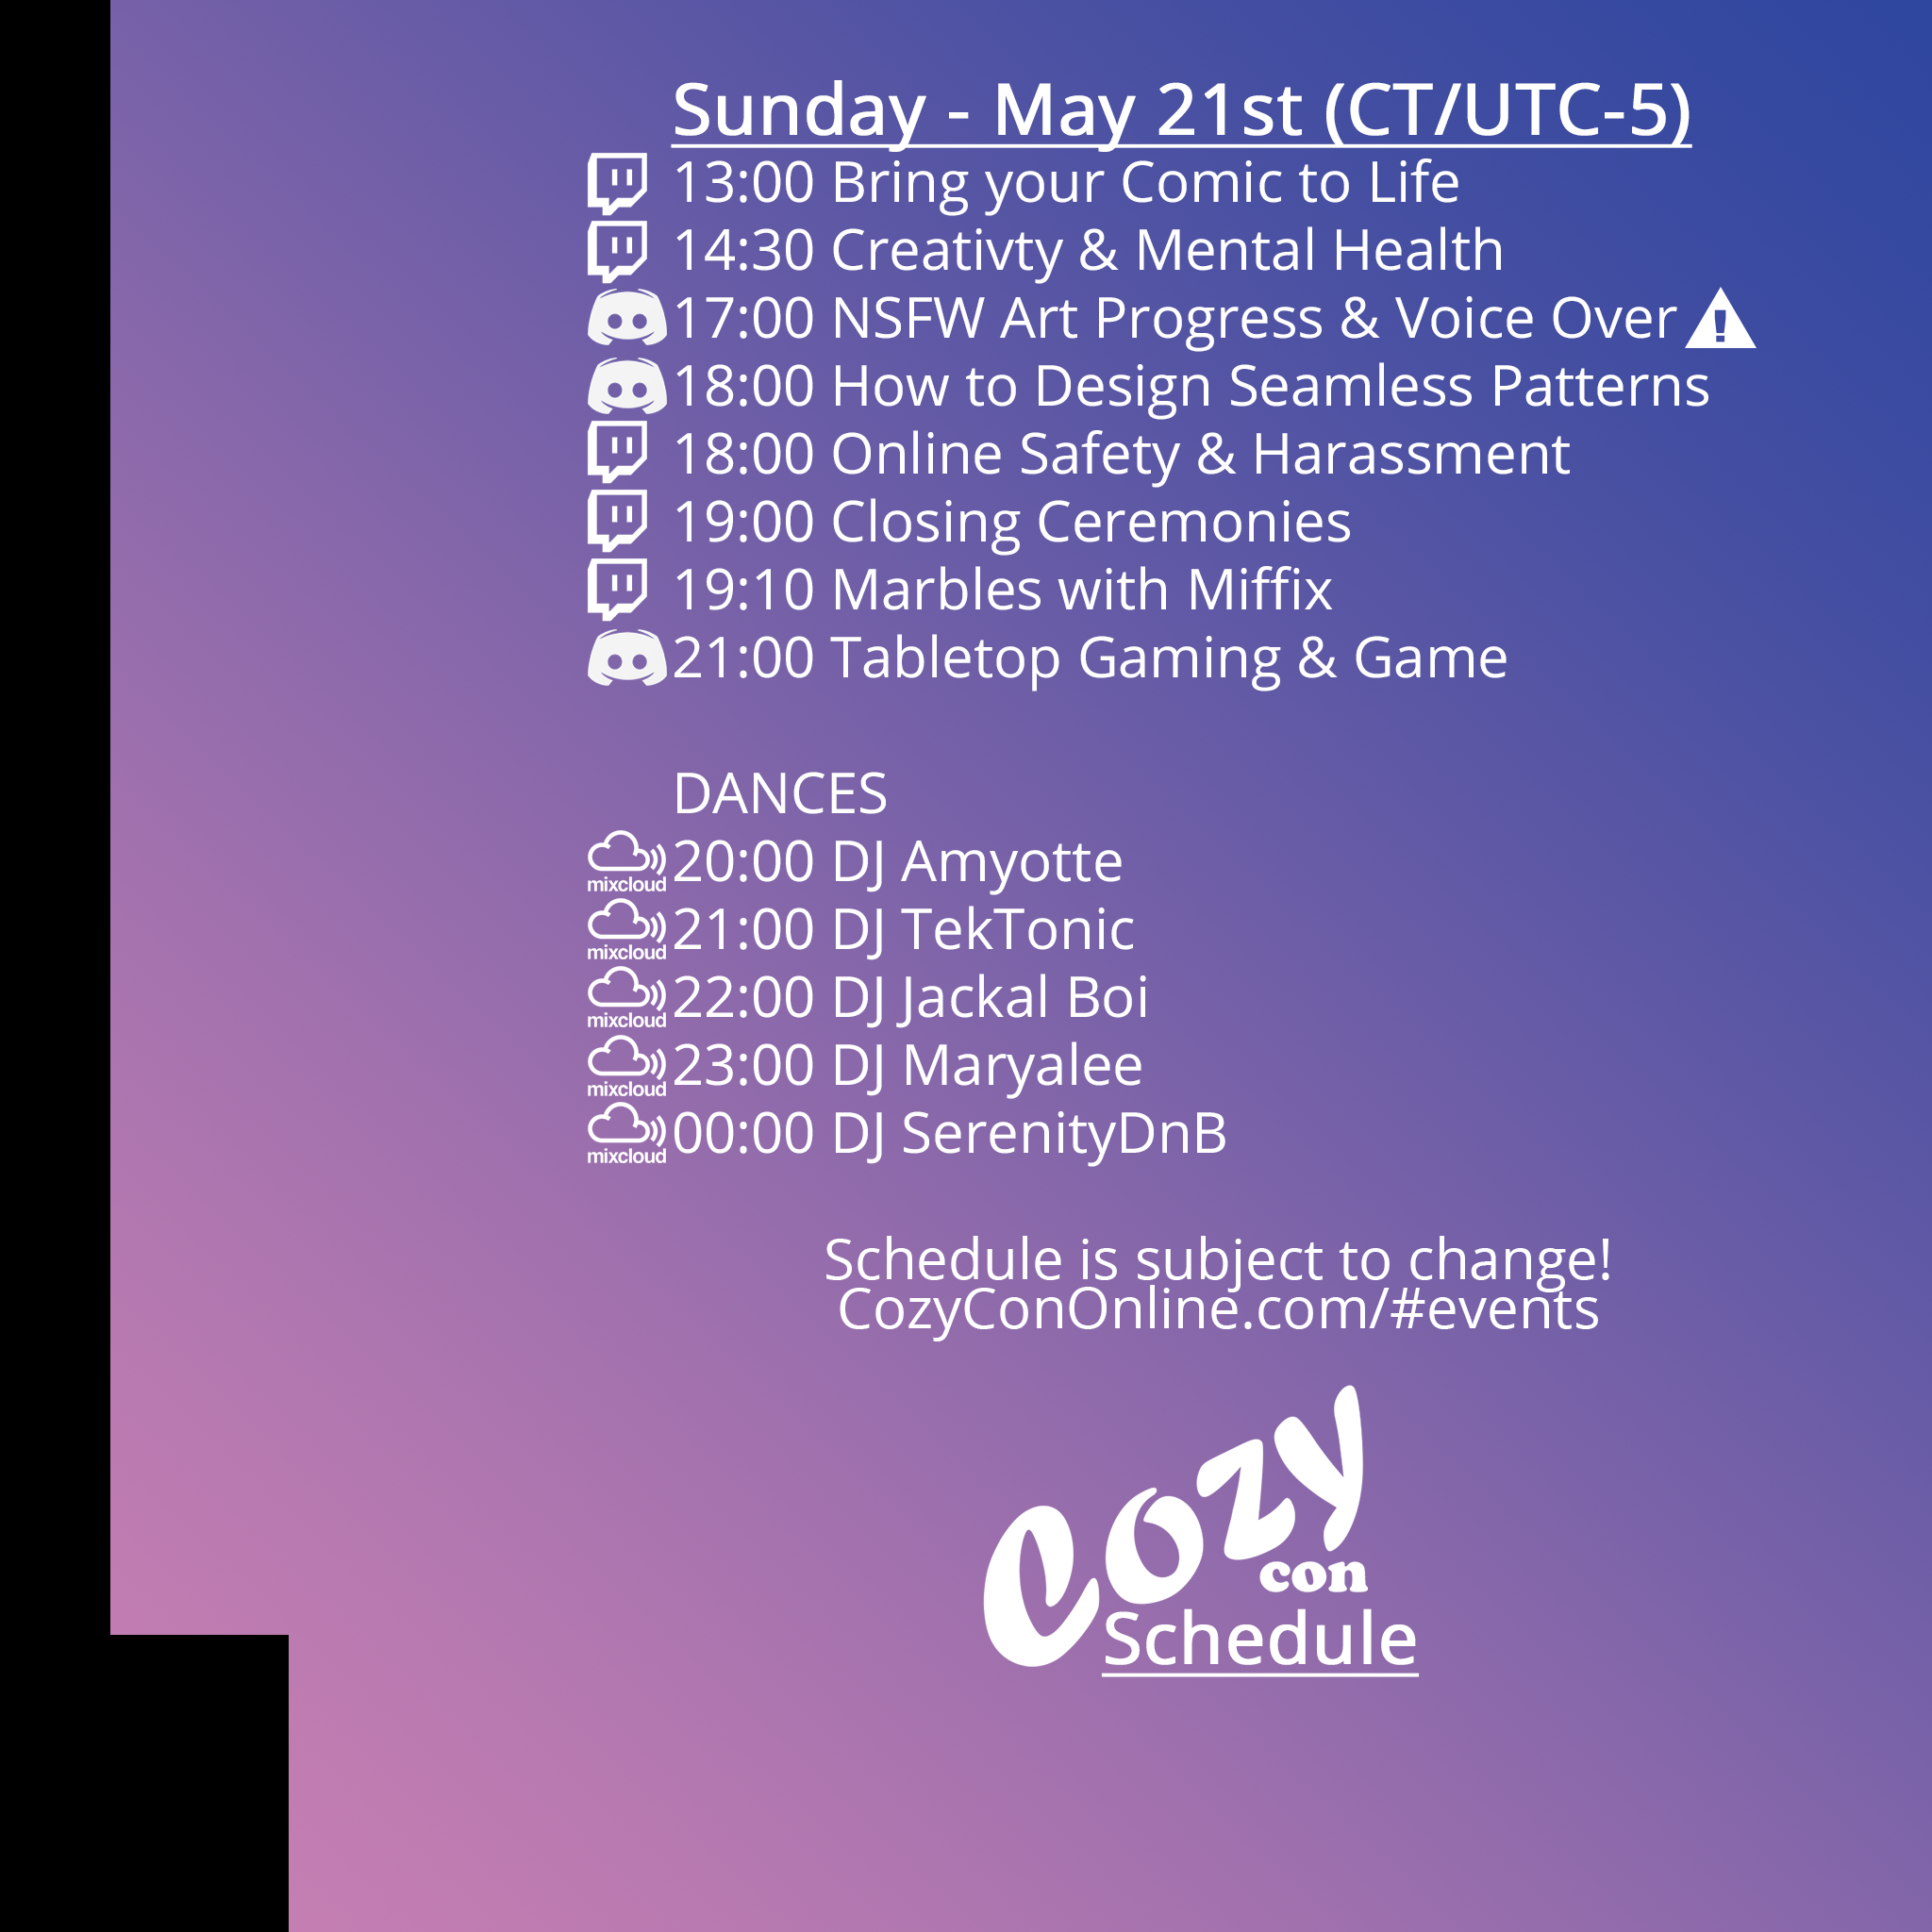 Sunday - May 21st (CT/UTC-5)
13:00 Bring your Comic to Life
14:30 Creativty & Mental Health
17:00 NSFW Art Progress & Voice Over
18:00 How to Design Seamless Patterns
18:00 Online Safety & Harassment
19:00 Closing Ceremonies
19:10 Marbles with Miffix
21:00 Tabletop Gaming & Game
DANCES
mixcloud 20:00 DJ Amyotte
mixcloud 21:00 DJ TekTonic
mixcloud 22:00 DJ Jackal Boi
mixcloud 23:00 DJ Maryalee
mixcloud 00:00 DJ SerenityDnB
Schedule is subject to change!
CozyConOnline.com/#events
Cozy
con
Schedule